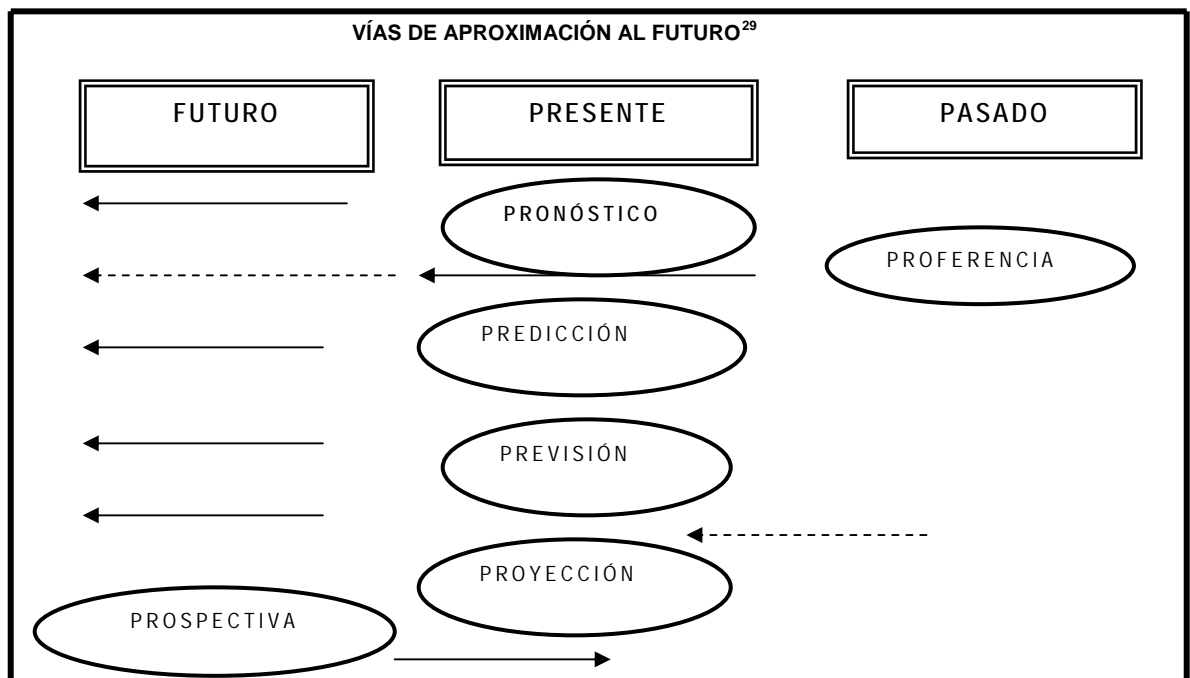 VÍAS DE APROXIMACIÓN AL FUTURO29
FUTURO
PRESENTE
PASADO
PRONÓSTICO
PROFERENCIA
PREDICCIÓN
PREVISIÓN
PROYECCIÓN
PROSPECTIVA